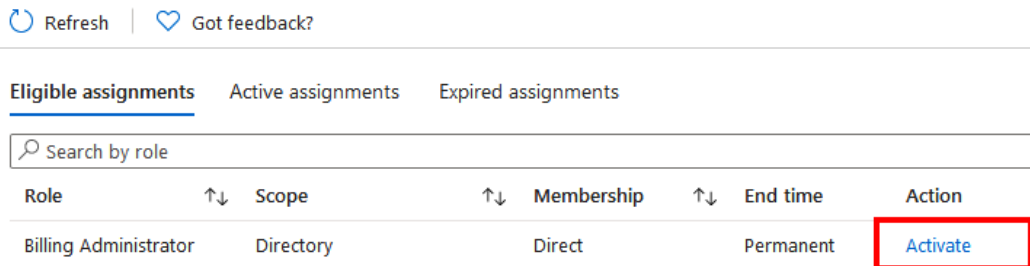 Refresh Got feedback?
Eligible assignments Active assignments Expired assignments
Search by role
Role Scope Membership End time Action
Billing Administrator Directory Direct Permanent Activate